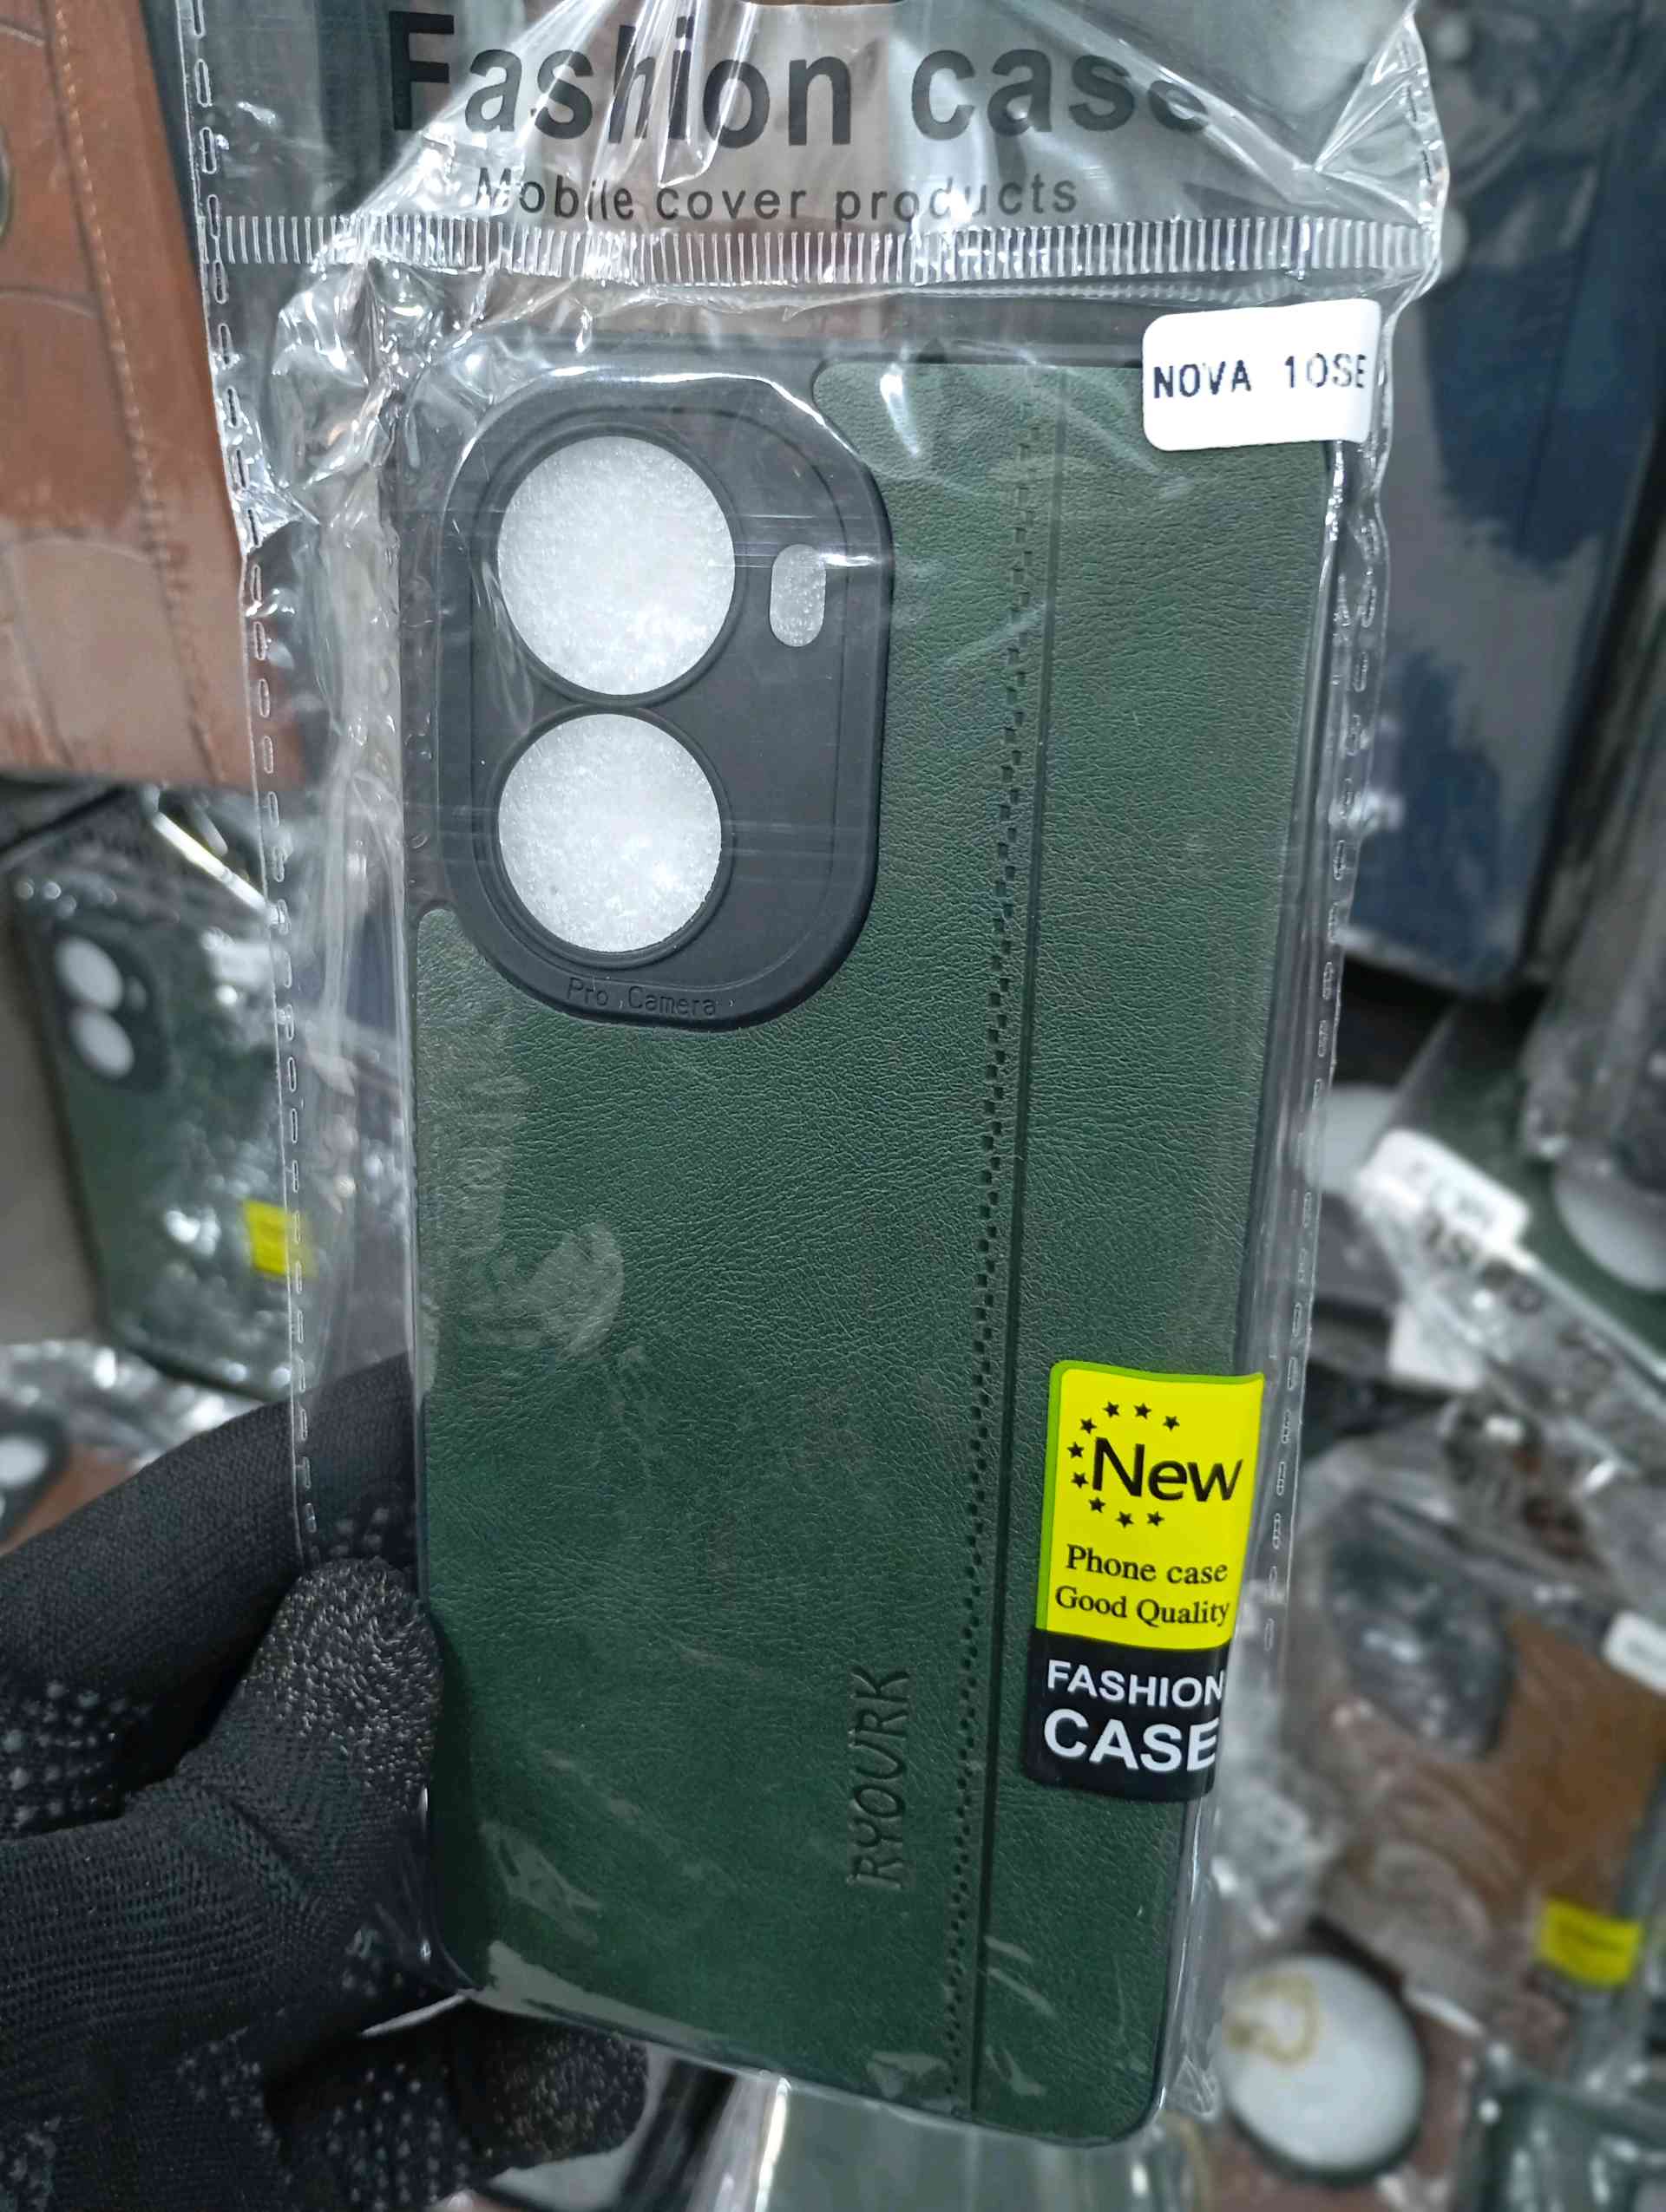 Fashion case
Mobile cover products
NOVA 10SE
Pro Camera
New
Phone case
Good Quality
FASHION
CASE
RYOURK